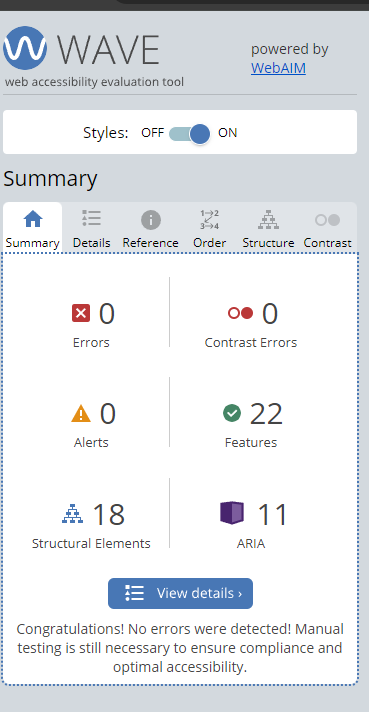 WAVE
web accessibility evaluation tool
powered by
WebAIM
Styles: OFF ON
Summary
Summary Details Reference Order Structure Contrast
1→2
3→4
0
Errors
0
Contrast Errors
0
Alerts
22
Features
18
Structural Elements
11
ARIA
View details ›
Congratulations! No errors were detected! Manual
testing is still necessary to ensure compliance and
optimal accessibility.